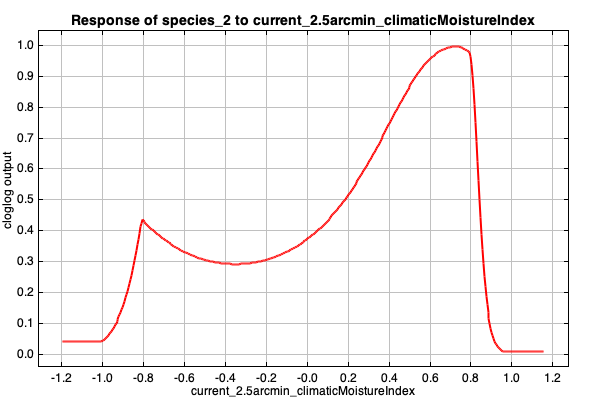 Response of species_2 to current_2.5arcmin_climaticMoistureIndex
cloglog output
1.0
0.9
0.8
0.7
0.6
0.5
0.4
0.3
0.2
0.1
0.0
-1.2 -1.0 -0.8 -0.6 -0.4 -0.2 -0.0 0.2 0.4 0.6 0.8 1.0 1.2
current_2.5arcmin_climaticMoistureIndex